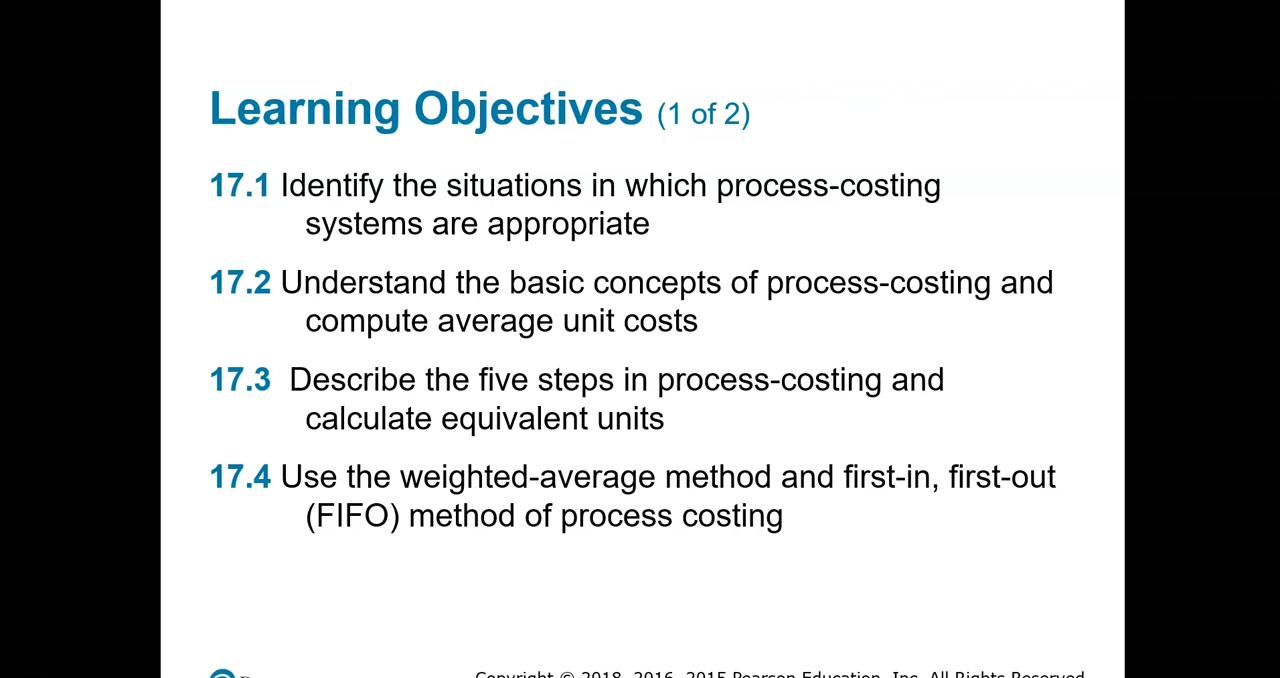 Learning Objectives (1 of 2)
17.1 Identify the situations in which process-costing
systems are appropriate
17.2 Understand the basic concepts of process-costing and
compute average unit costs
17.3 Describe the five steps in process-costing and
calculate equivalent units
17.4 Use the weighted-average method and first-in, first-out
(FIFO) method of process costing
Copyright © 2018, 2016, 2015 Pearson Education, Inc. All Rights Reserved